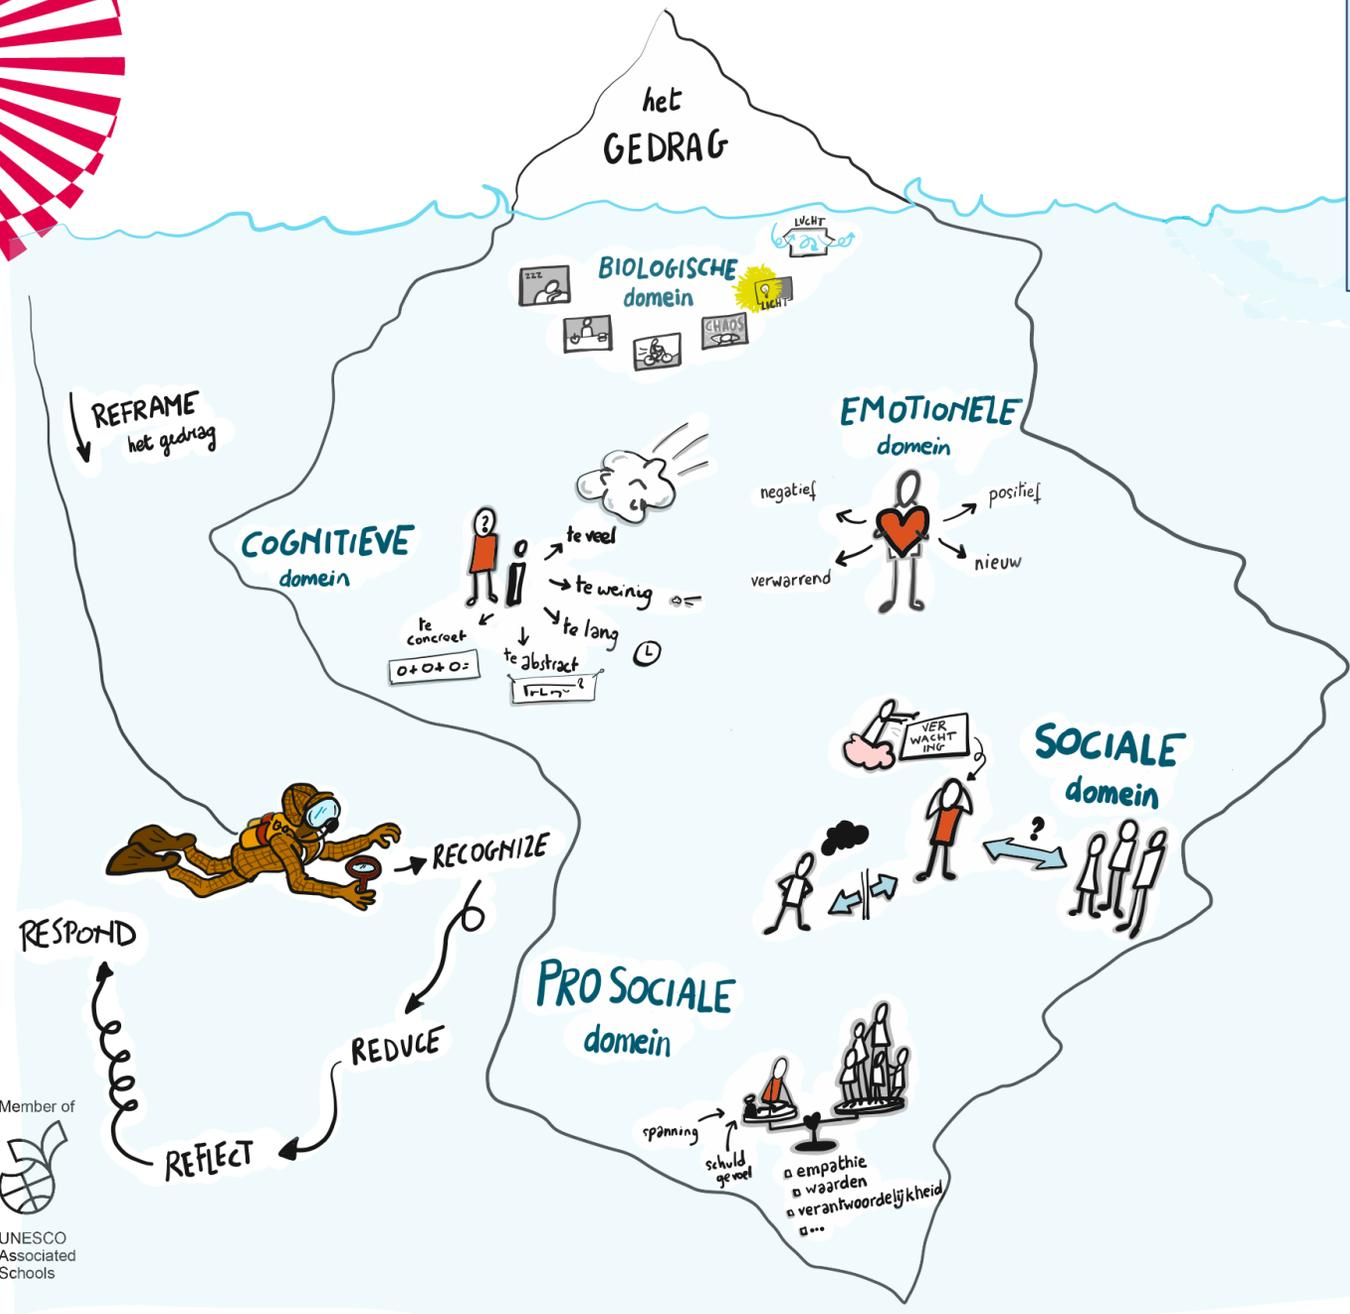 het
GEDRAG
LUCHT
BIOLOGISCHE
domein
zzz
LICHT
CHAOS
REFRAME
het gedrag
EMOTIONELE
domein
negatief
positief
verwarrend
nieuw
COGNITIEVE
domein
?
te veel
te weinig
te lang
te
concreet
0+0+0=
te abstract
VER
WACHT
ING
SOCIALE
domein
?
RECOGNIZE
RESPOND
REDUCE
REFLECT
PRO SOCIALE
domein
spanning
schuld
gevoel
empathie
waarden
verantwoordelijkheid
...
Member of
UNESCO
Associated
Schools